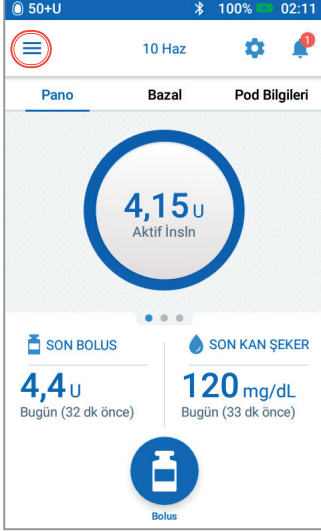 50+U 100% 02:11
10 Haz 1
Pano Bazal Pod Bilgileri
4,15 U
Aktif İnsln
SON BOLUS SON KAN ŞEKER
4,4 U 120 mg/dL
Bugün (32 dk önce) Bugün (33 dk önce)
Bolus